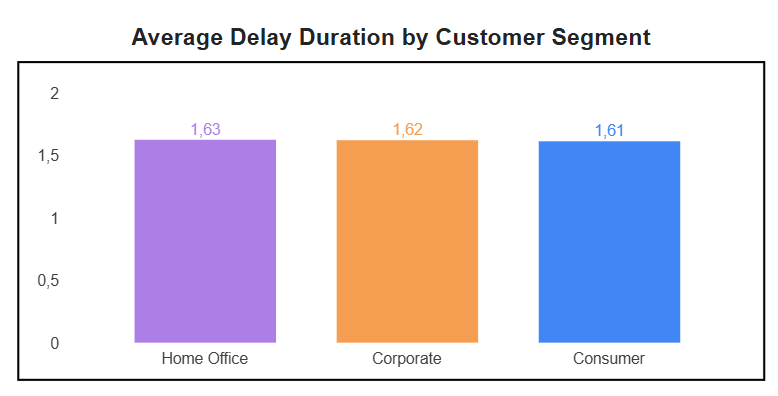 Average Delay Duration by Customer Segment
2
1,5
1
0,5
0
1,63
1,62
1,61
Home Office
Corporate
Consumer